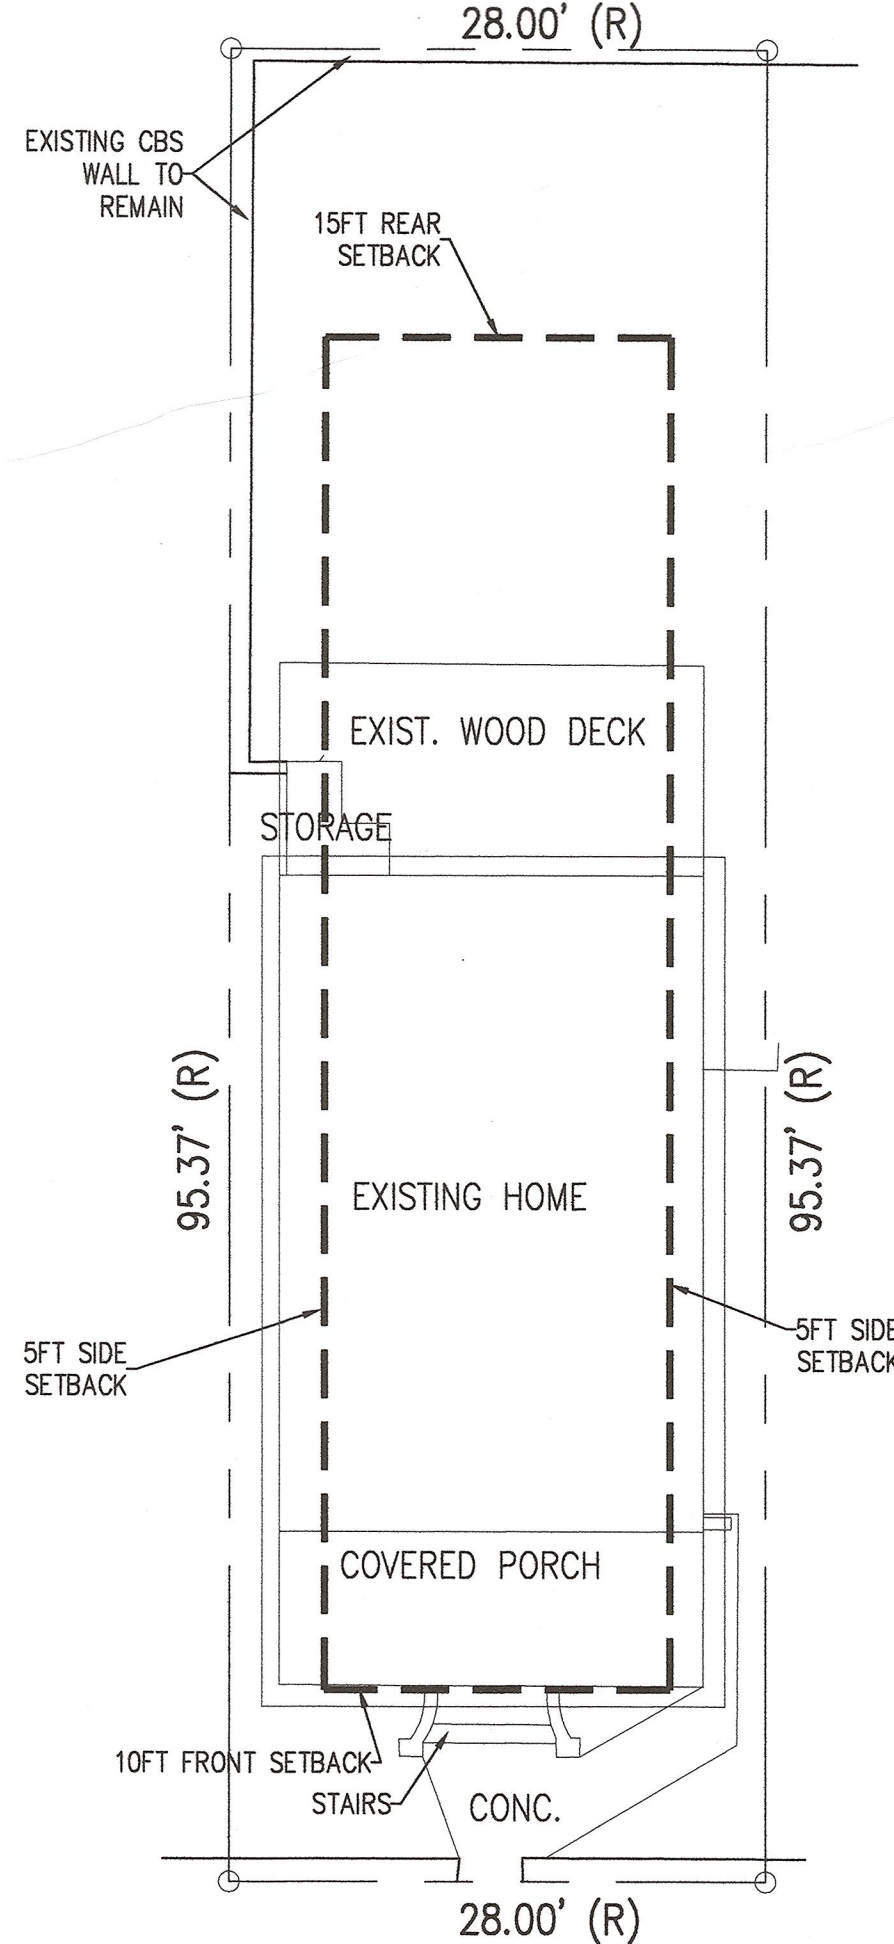 28.00' (R)
EXISTING CBS
WALL TO
REMAIN
15FT REAR
SETBACK
EXIST. WOOD DECK
STORAGE
95.37' (R)
95.37' (R)
EXISTING HOME
5FT SIDE
SETBACK
5FT SIDE
SETBACK
COVERED PORCH
10FT FRONT SETBACK
STAIRS
CONC.
28.00' (R)